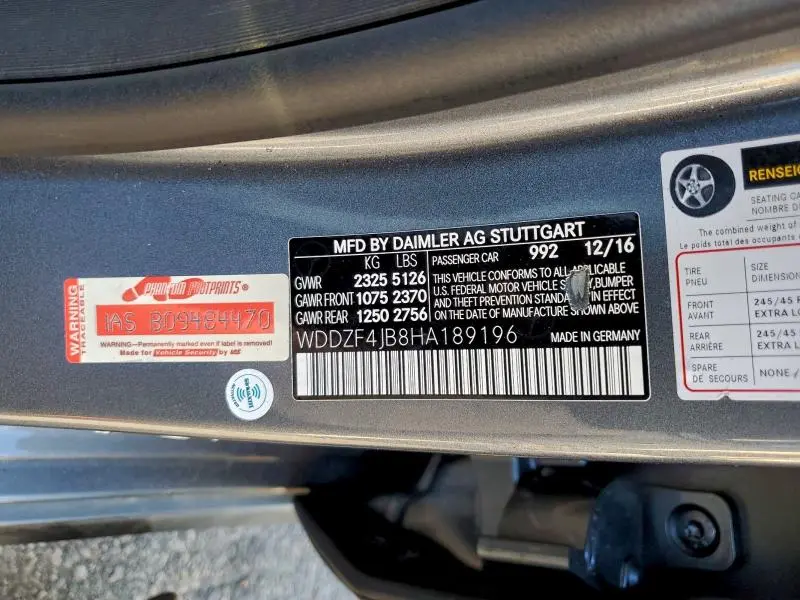 WARNING
TRACEABLE
PHANTOM FOOTPRINTS®
1AS B09484470
WARNING—Permanently marked even if label is removed!
Made for Vehicle Security by
MFD BY DAIMLER AG STUTTGART
KG LBS
GVWR 2325 5126
GAWR FRONT 1075 2370
GAWR REAR 1250 2756
PASSENGER CAR 992 12/16
THIS VEHICLE CONFORMS TO ALL APPLICABLE
U.S. FEDERAL MOTOR VEHICLE BUMPER
AND THEFT PREVENTION IN EFFECT
ON THE DATE OF MANUFACTURE SHOWN ABOVE
WDDZF4JB8HA189196 MADE IN GERMANY
RENSEIG
SEATING CA
NOMBRE D
The combined weight of
Le poids total des occupants
TIRE
PNEU
SIZE
DIMENSION
FRONT
AVANT
245/45
EXTRA LO
REAR
ARRIÈRE
245/45
EXTRA L
SPARE
DE SECOURS
NONE /